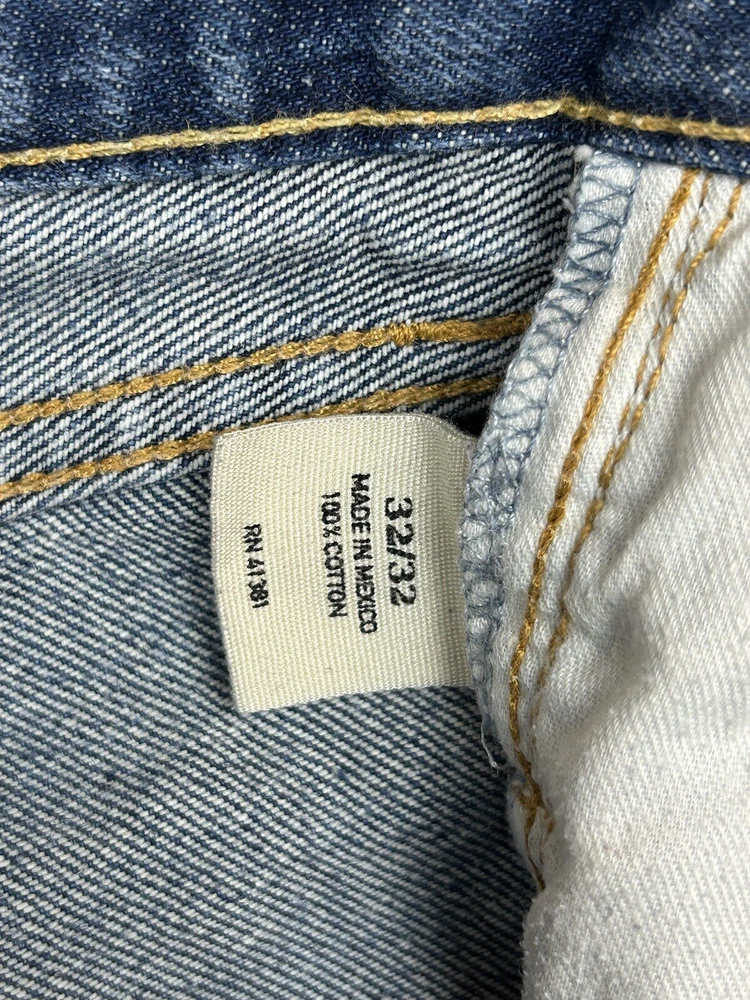 32/32
MADE IN MEXICO
100% COTTON
RN 41381